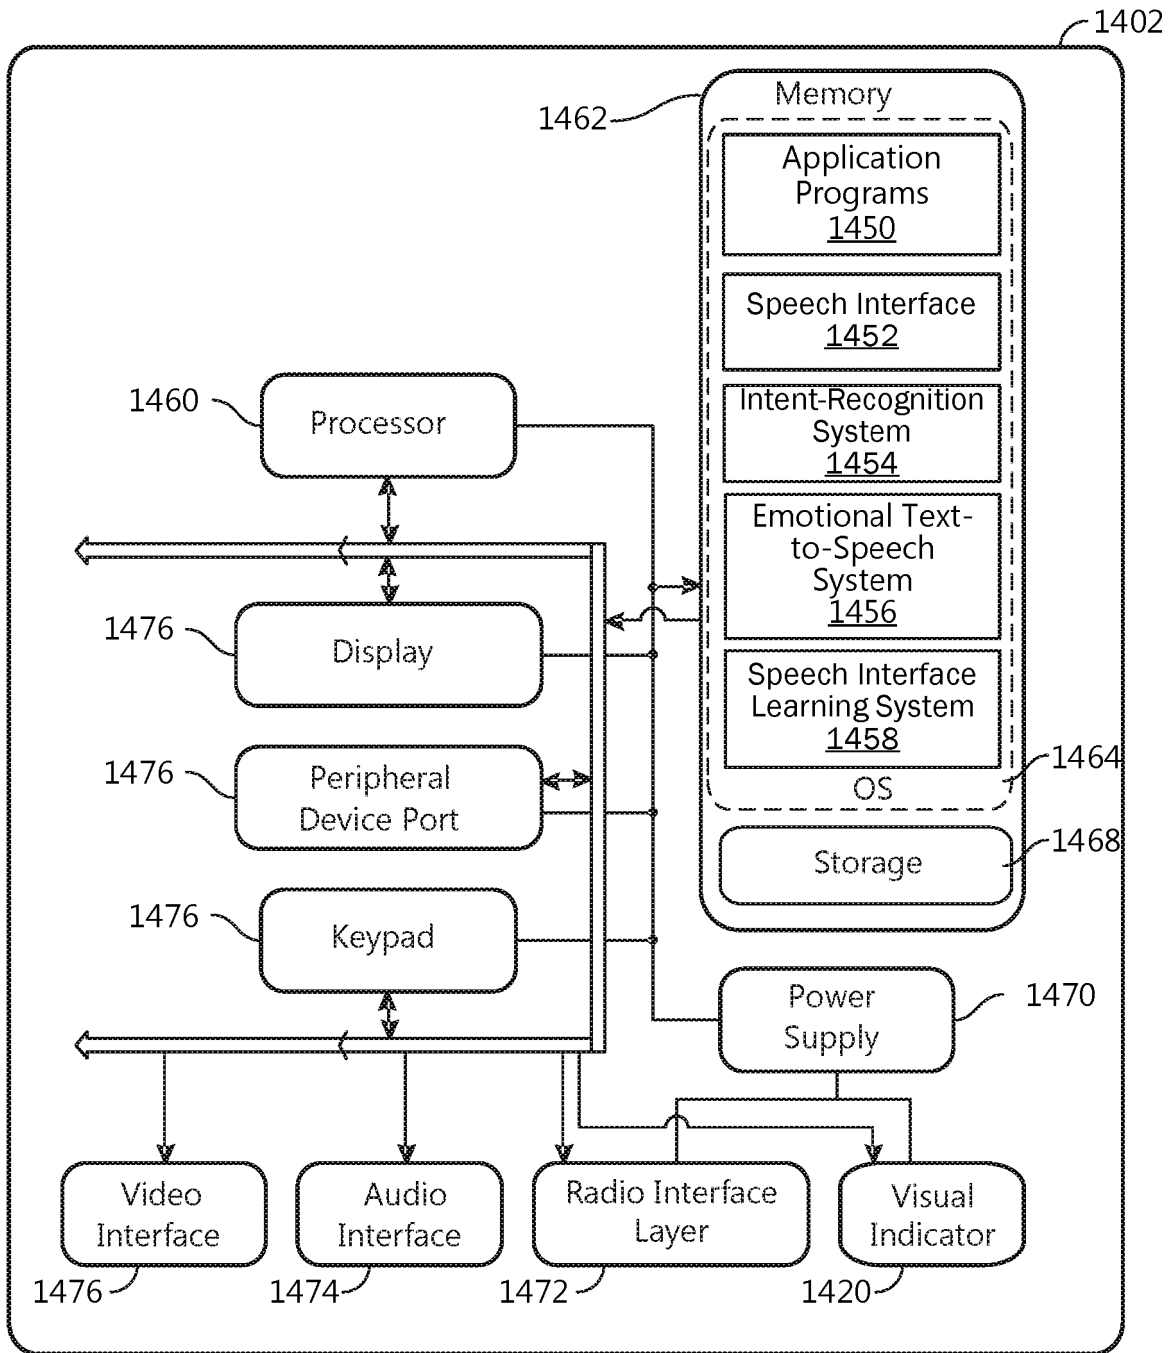 1402
1462
Memory
Application
Programs
1450
Speech Interface
1452
Intent-Recognition
System
1454
Emotional Text-
to-Speech
System
1456
Speech Interface
Learning System
1458
OS
1464
Storage
1468
1460
Processor
1476
Display
1476
Peripheral
Device Port
1476
Keypad
Power
Supply
1470
Video
Interface
1476
Audio
Interface
1474
Radio Interface
Layer
1472
Visual
Indicator
1420